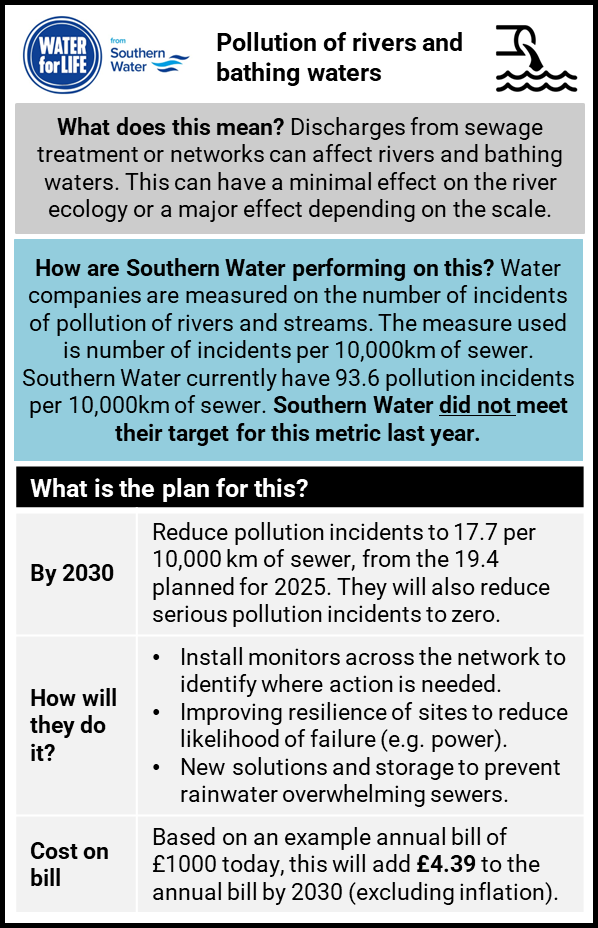 WATER
for LIFE
from
Southern
Water
Pollution of rivers and
bathing waters
What does this mean? Discharges from sewage
treatment or networks can affect rivers and bathing
waters. This can have a minimal effect on the river
ecology or a major effect depending on the scale.
How are Southern Water performing on this? Water
companies are measured on the number of incidents
of pollution of rivers and streams. The measure used
is number of incidents per 10,000km of sewer.
Southern Water currently have 93.6 pollution incidents
per 10,000km of sewer. Southern Water did not meet
their target for this metric last year.
What is the plan for this?
By 2030
Reduce pollution incidents to 17.7 per
10,000 km of sewer, from the 19.4
planned for 2025. They will also reduce
serious pollution incidents to zero.
How will
they do
it?
• Install monitors across the network to
identify where action is needed.
• Improving resilience of sites to reduce
likelihood of failure (e.g. power).
• New solutions and storage to prevent
rainwater overwhelming sewers.
Cost on
bill
Based on an example annual bill of
£1000 today, this will add £4.39 to the
annual bill by 2030 (excluding inflation).